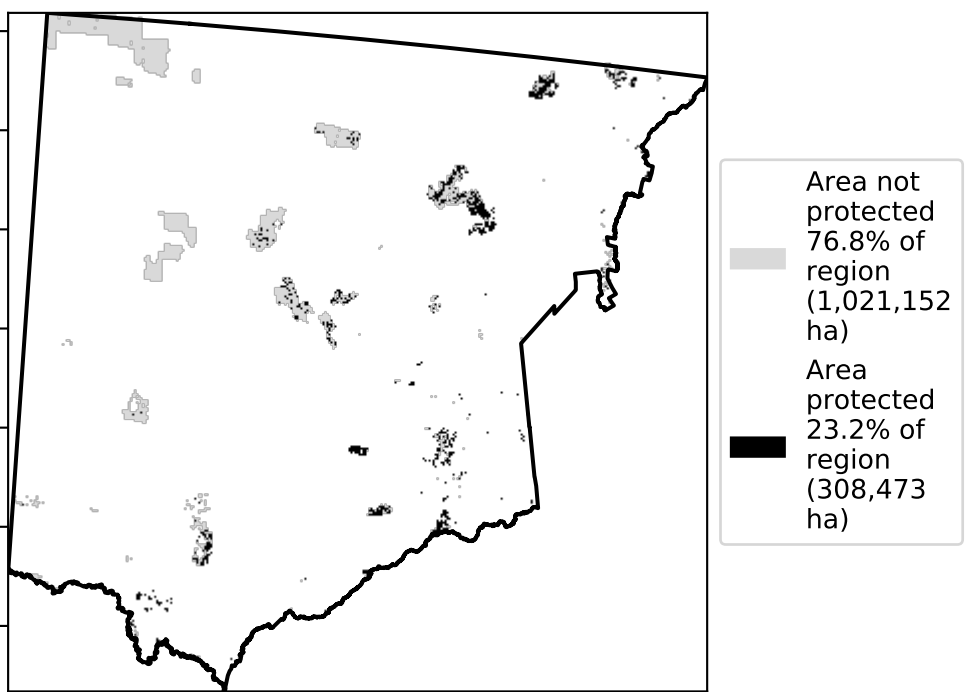 Area not
protected
76.8% of
region
(1,021,152
ha)
Area
protected
23.2% of
region
(308,473
ha)